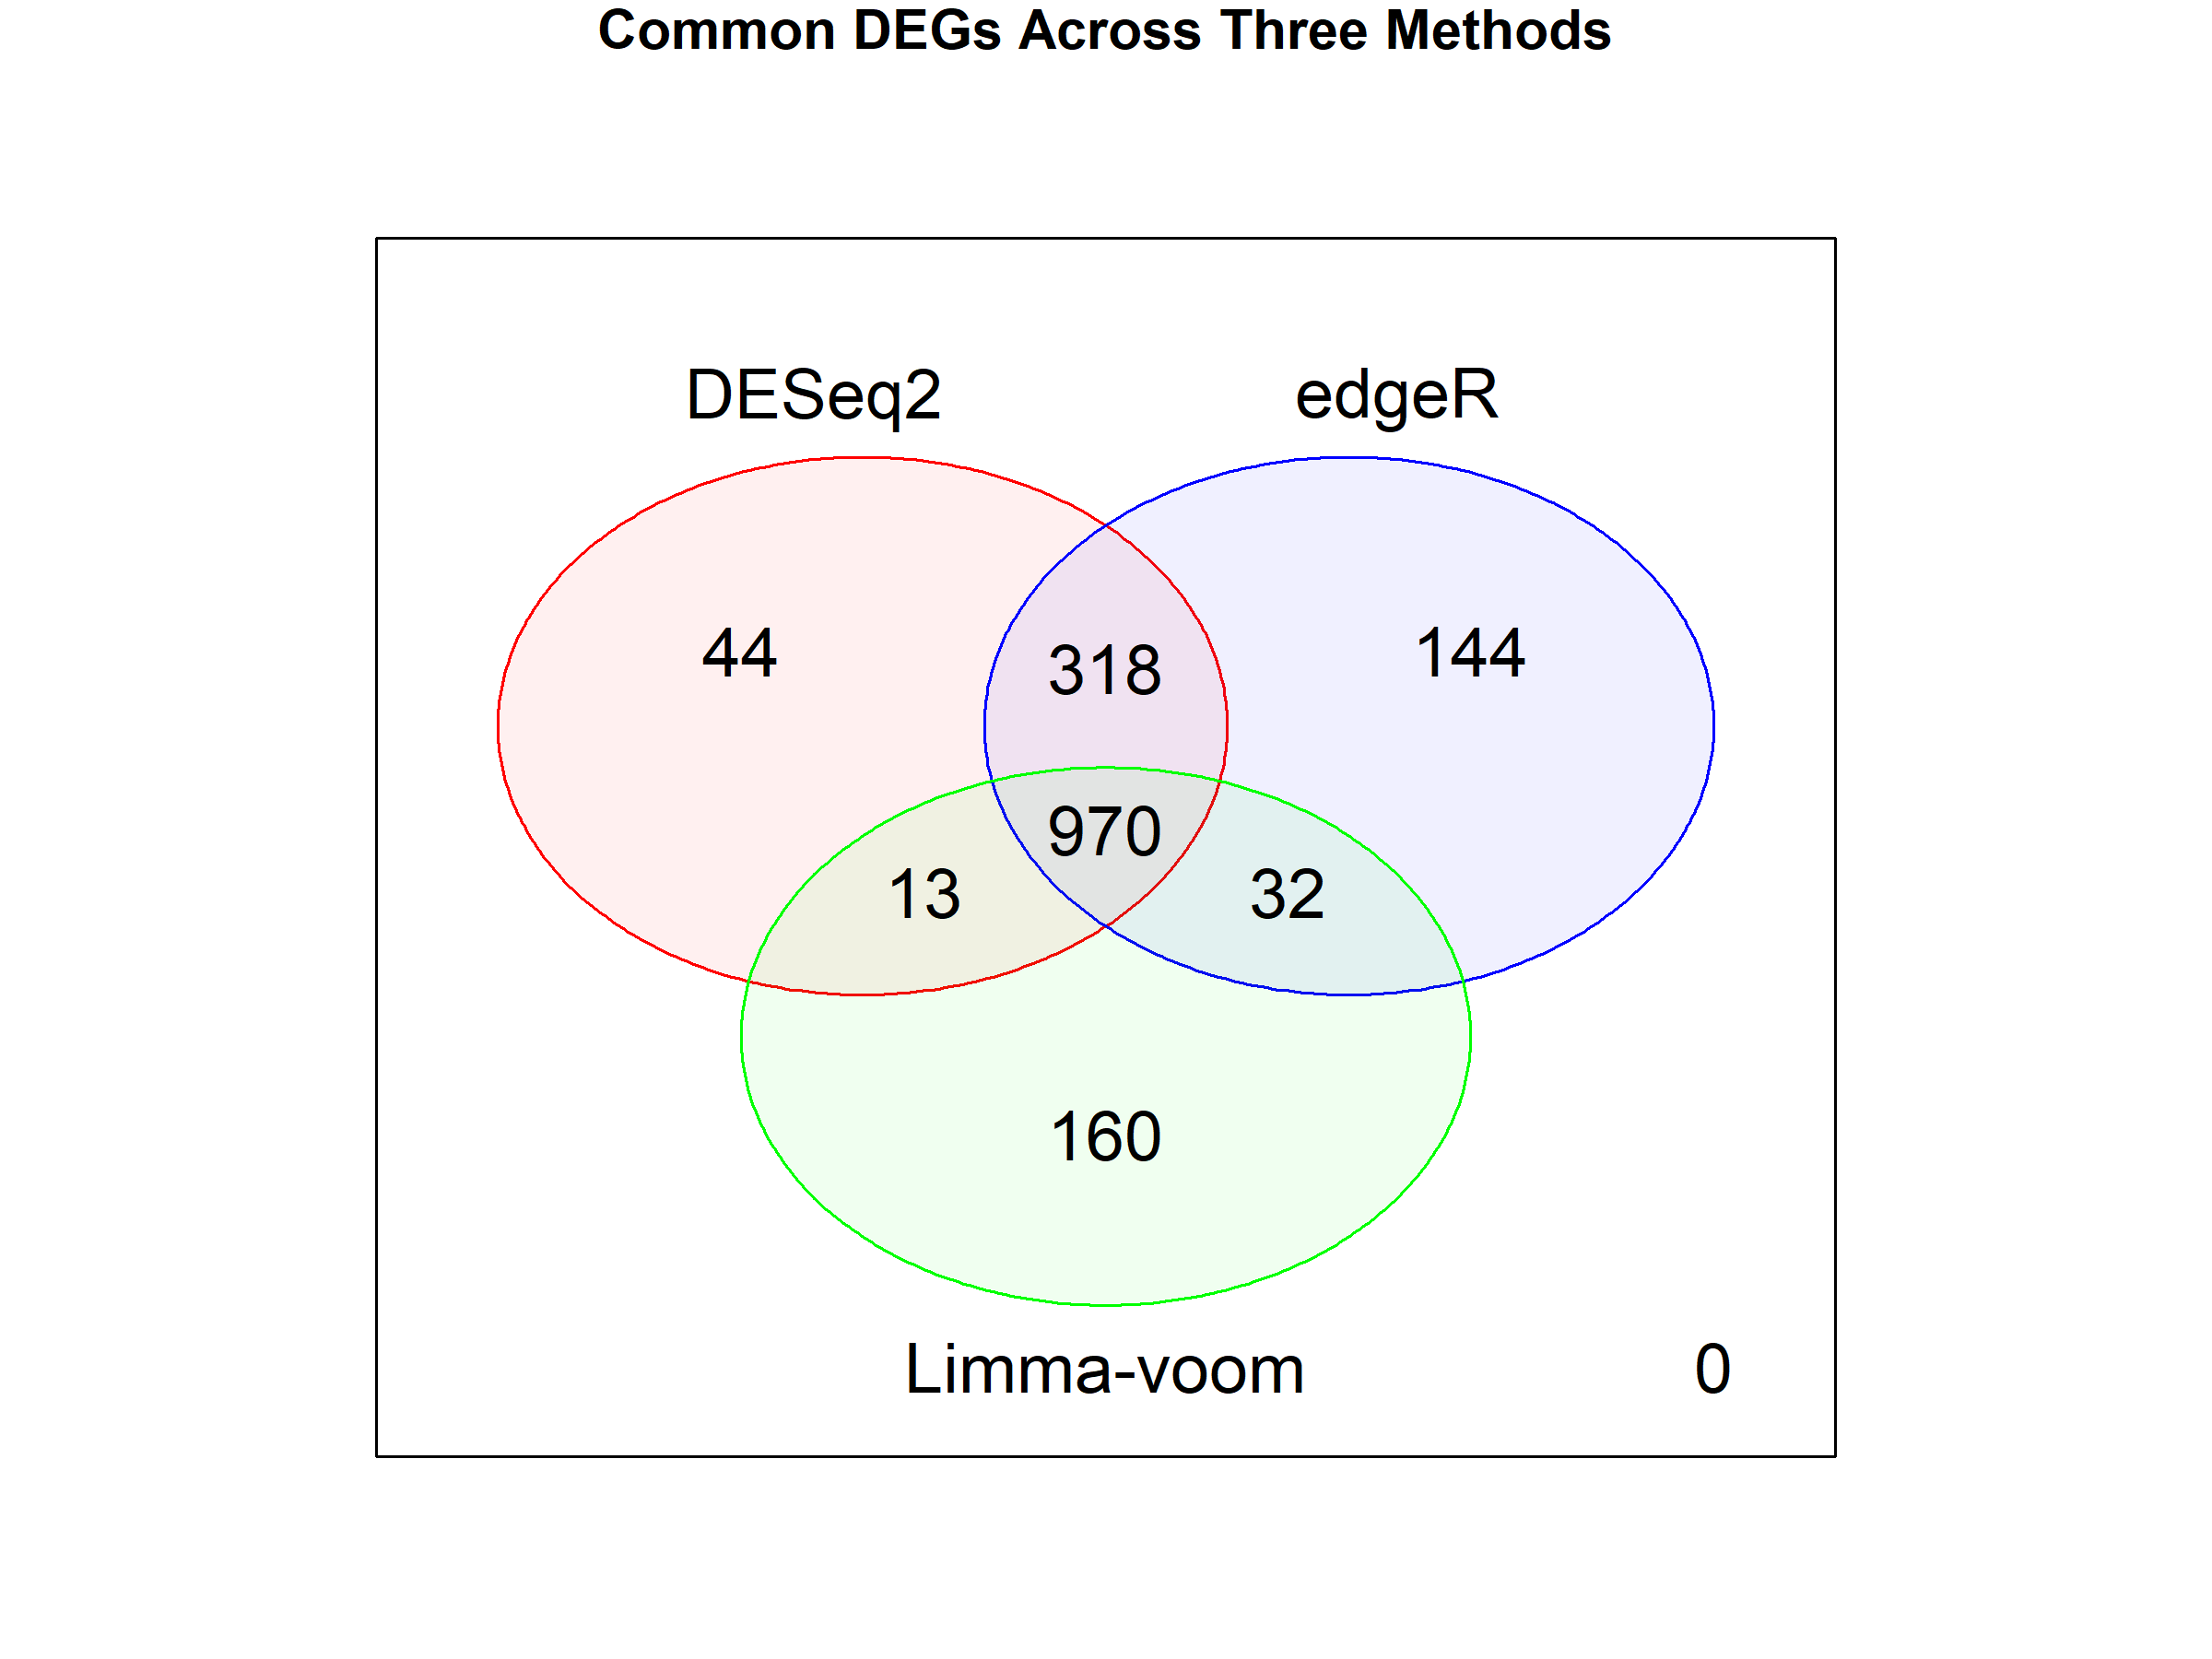 Common DEGs Across Three Methods
DESeq2 edgeR
44 318 144
970
13 32
160
Limma-voom 0